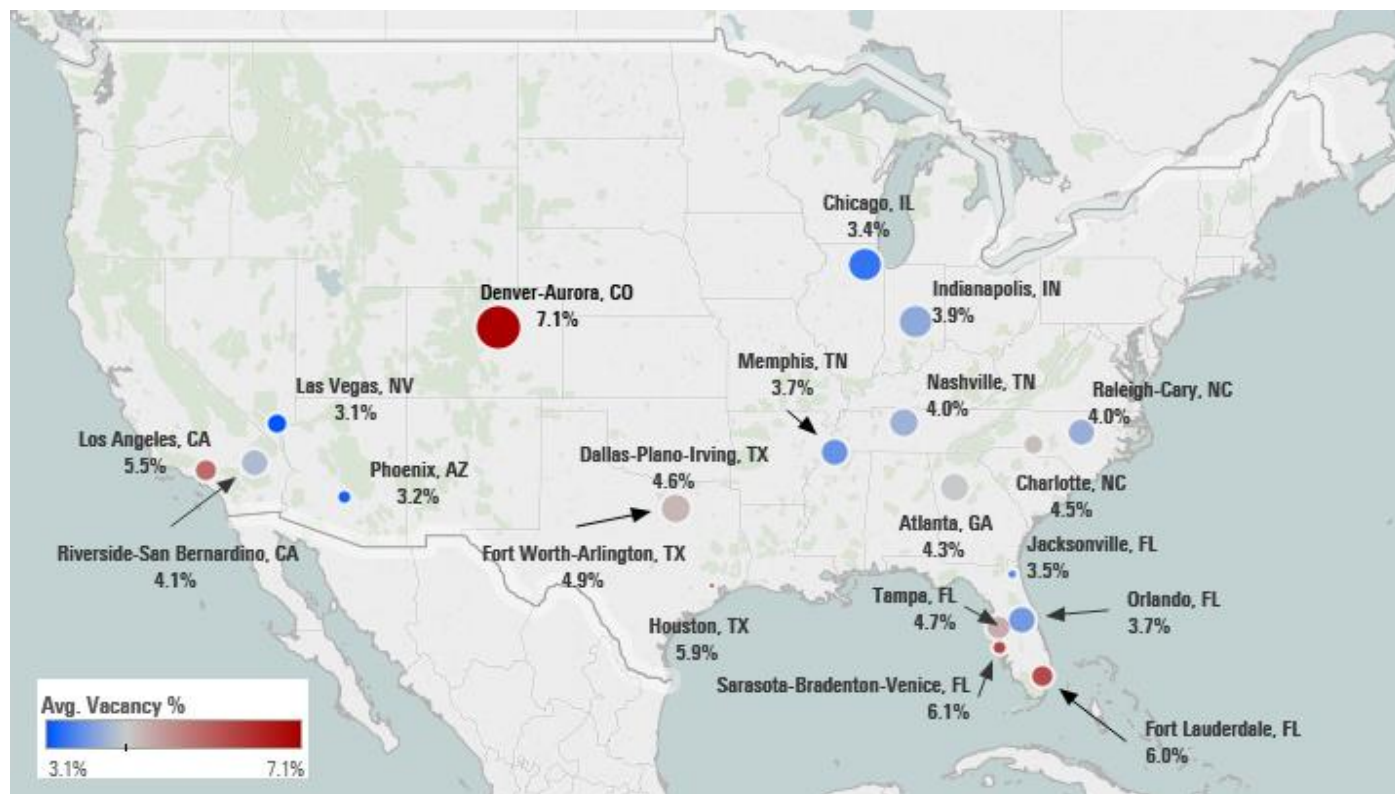 Chicago, IL
3.4%
Denver-Aurora, CO
7.1%
Indianapolis, IN
3.9%
Memphis, TN
3.7%
Nashville, TN
4.0%
Raleigh-Cary, NC
4.0%
Las Vegas, NV
3.1%
Los Angeles, CA
5.5%
Phoenix, AZ
3.2%
Dallas-Plano-Irving, TX
4.6%
Charlotte, NC
4.5%
Atlanta, GA
4.3%
Riverside-San Bernardino, CA
4.1%
Fort Worth-Arlington, TX
4.9%
Jacksonville, FL
3.5%
Tampa, FL
4.7%
Orlando, FL
3.7%
Houston, TX
5.9%
Sarasota-Bradenton-Venice, FL
6.1%
Fort Lauderdale, FL
6.0%
Avg. Vacancy %
3.1% 7.1%